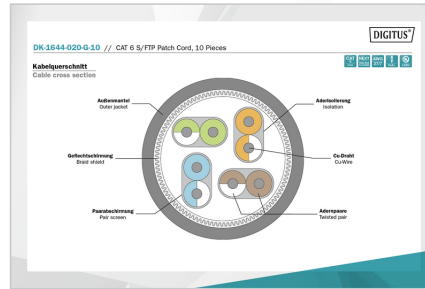 DIGITUS®
DK-1644-020-G-10 // CAT 6 S/FTP Patch Cord, 10 Pieces
Kabelquerschnitt
Cable cross section
Außenmantel
Outer jacket
Aderisolierung
Isolation
Geflechtschirmung
Braid shield
Cu-Draht
Cu-Wire
Paarabschirmung
Pair screen
Adernpaare
Twisted pair